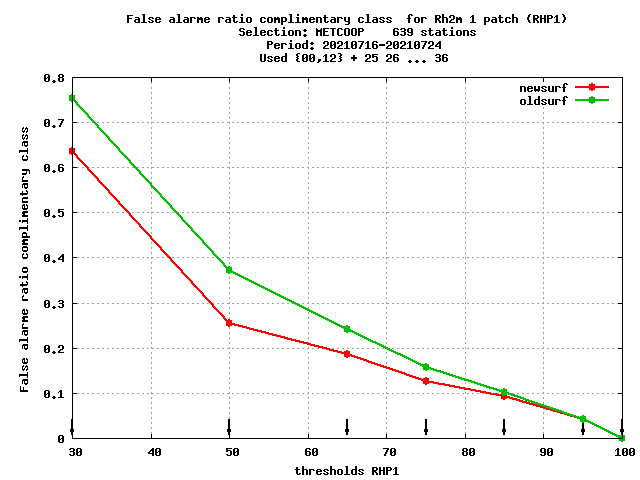 False alarme ratio complimentary class  for Rh2m 1 patch (RHP1)
Selection: METCOOP    639 stations
Period: 20210716-20210724
Used {00,12} + 25 26 ... 36
newsurf
oldsurf
False alarme ratio complimentary class
0.8
0.7
0.6
0.5
0.4
0.3
0.2
0.1
0
30 40 50 60 70 80 90 100
thresholds RHP1